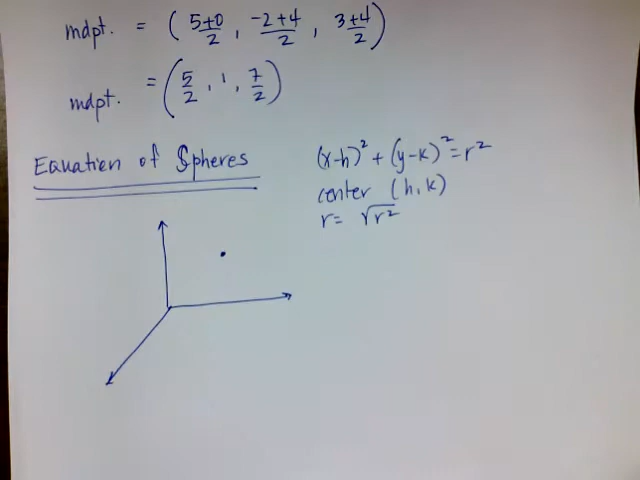 mdpt. = ( 5+0/2 , -2+4/2 , 3+4/2 )
mdpt. = ( 5/2 , 1 , 7/2 )
Equation of Spheres
(x-h)² + (y-k)² = r²
center (h,k)
r= √r²